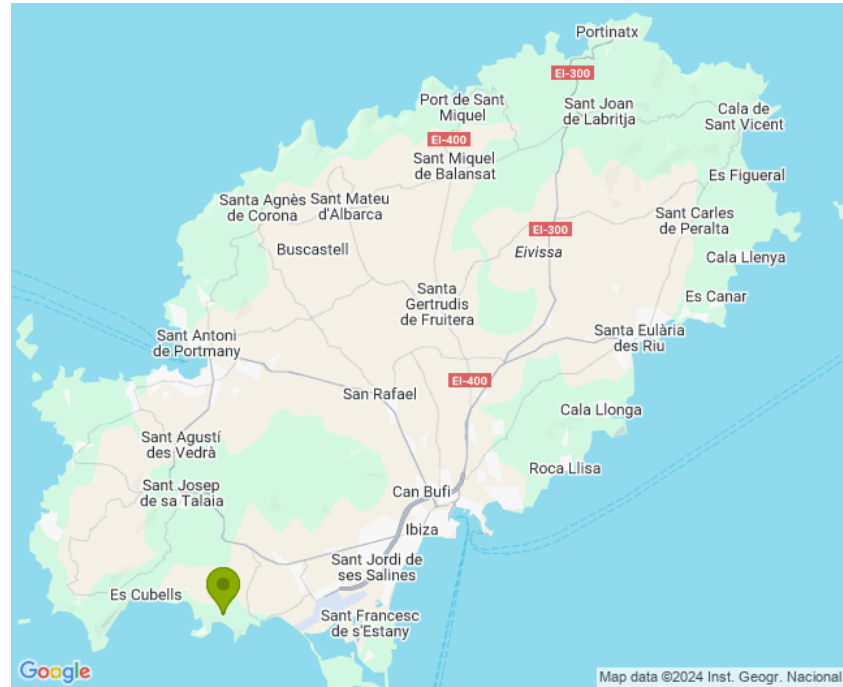 Portinatx
EI-300
Port de Sant
Miquel
Sant Joan
de Labritja
Cala de
Sant Vicent
EI-400
Sant Miquel
de Balansat
Es Figueral
Santa Agnès
de Corona
Sant Mateu
d'Albarca
Sant Carles
de Peralta
EI-300
Buscastell
Eivissa
Cala Llenya
Santa
Gertrudis
de Fruitera
Es Canar
Sant Antoni
de Portmany
Santa Eulària
des Riu
EI-400
San Rafael
Cala Llonga
Sant Agustí
des Vedrà
Roca Llisa
Sant Josep
de sa Talaia
Can Bufí
Ibiza
Sant Jordi de
ses Salines
Es Cubells
Sant Francesc
de s'Estany
Google
Map data ©2024 Inst. Geogr. Nacional